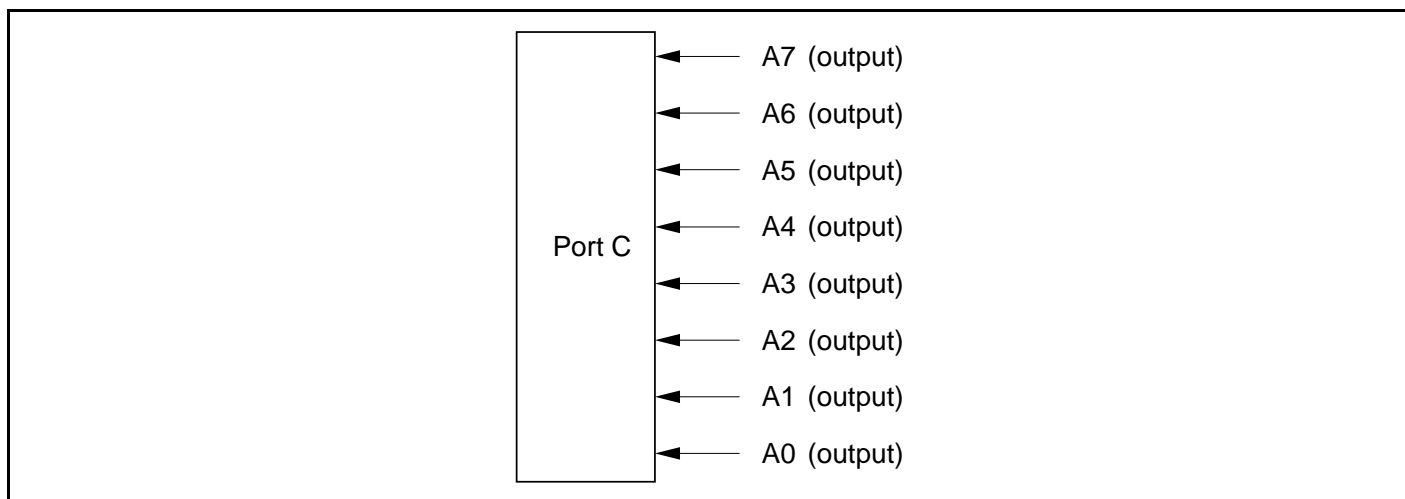 A7 (output)
A6 (output)
A5 (output)
A4 (output)
Port C
A3 (output)
A2 (output)
A1 (output)
A0 (output)